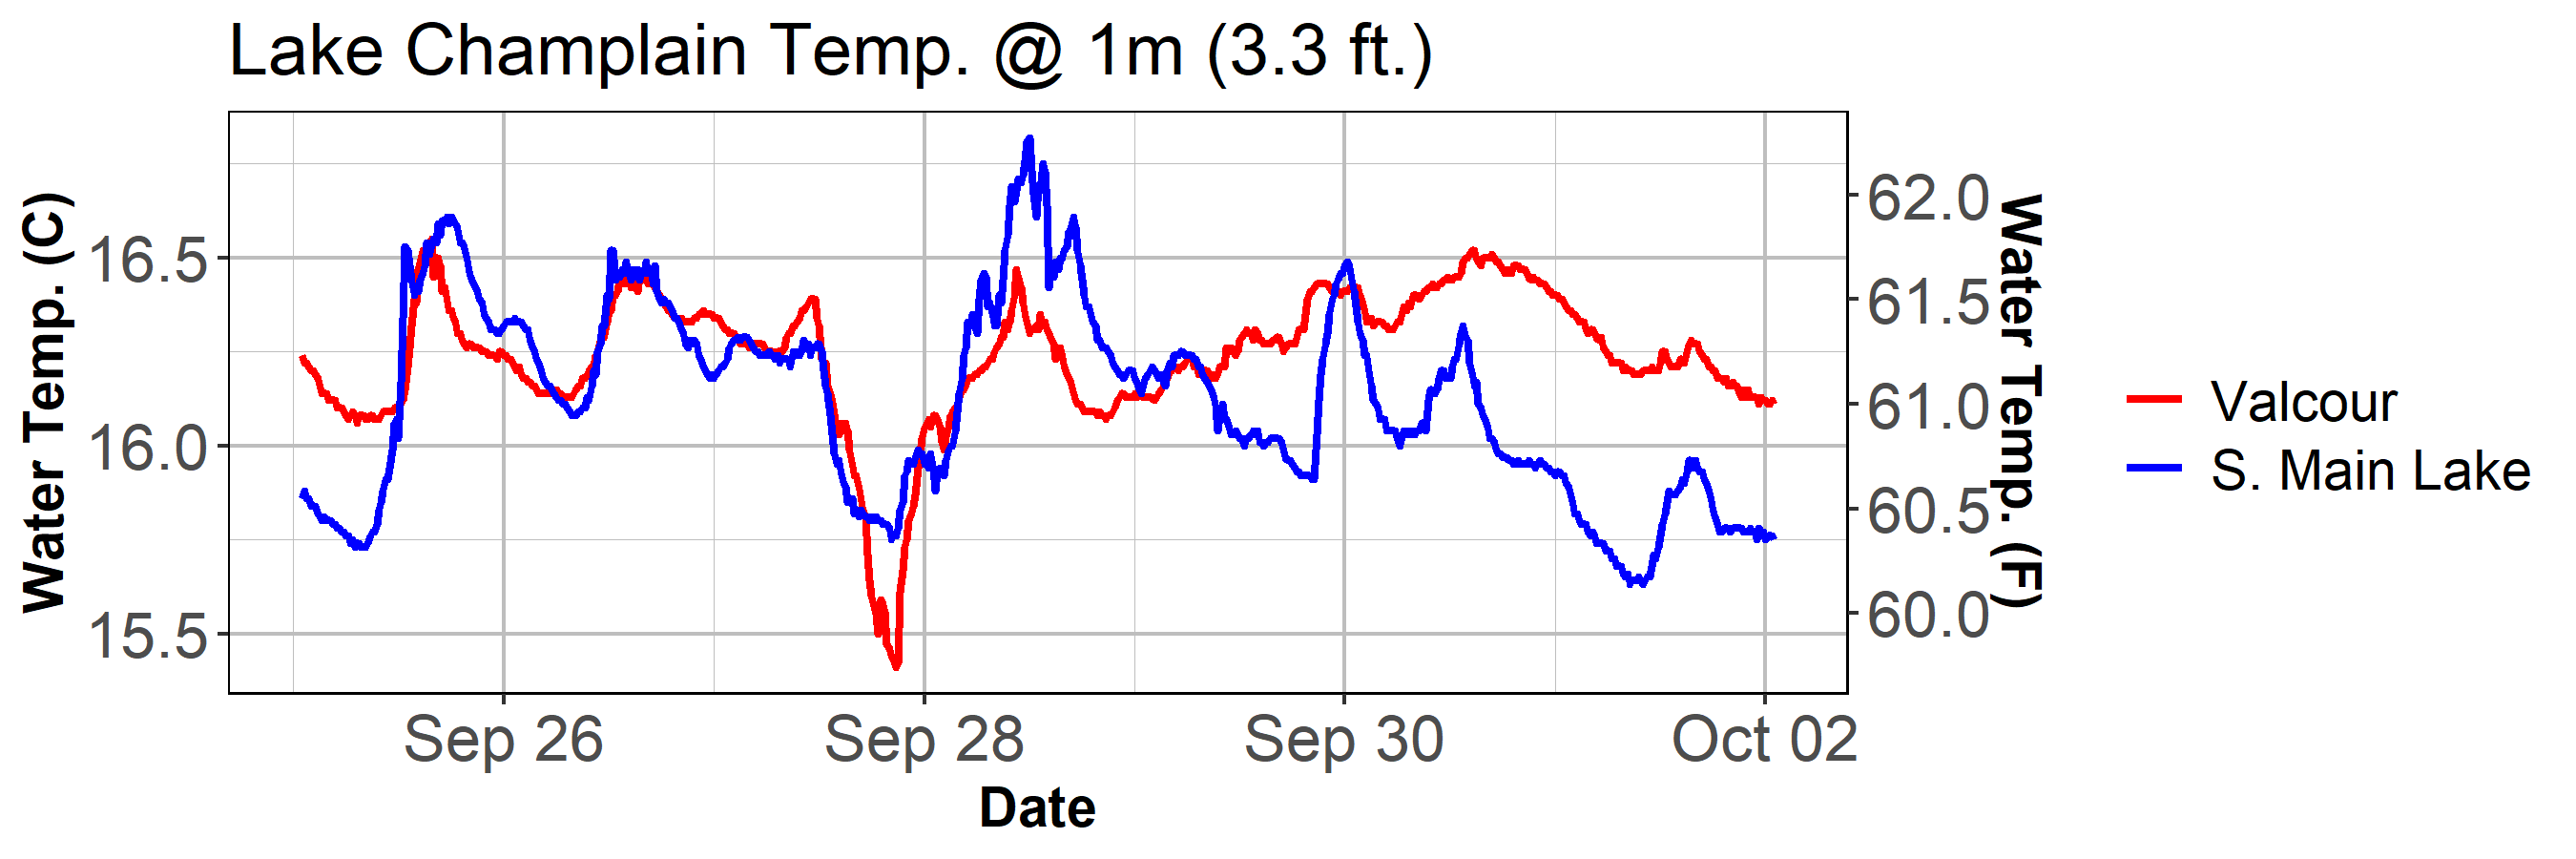 Lake Champlain Temp. @ 1m (3.3 ft.)
Water Temp. (C)
16.5
16.0
15.5
62.0
61.5
61.0
60.5
60.0
Water Temp. (F)
Sep 26
Sep 28
Sep 30
Oct 02
Date
Valcour
S. Main Lake